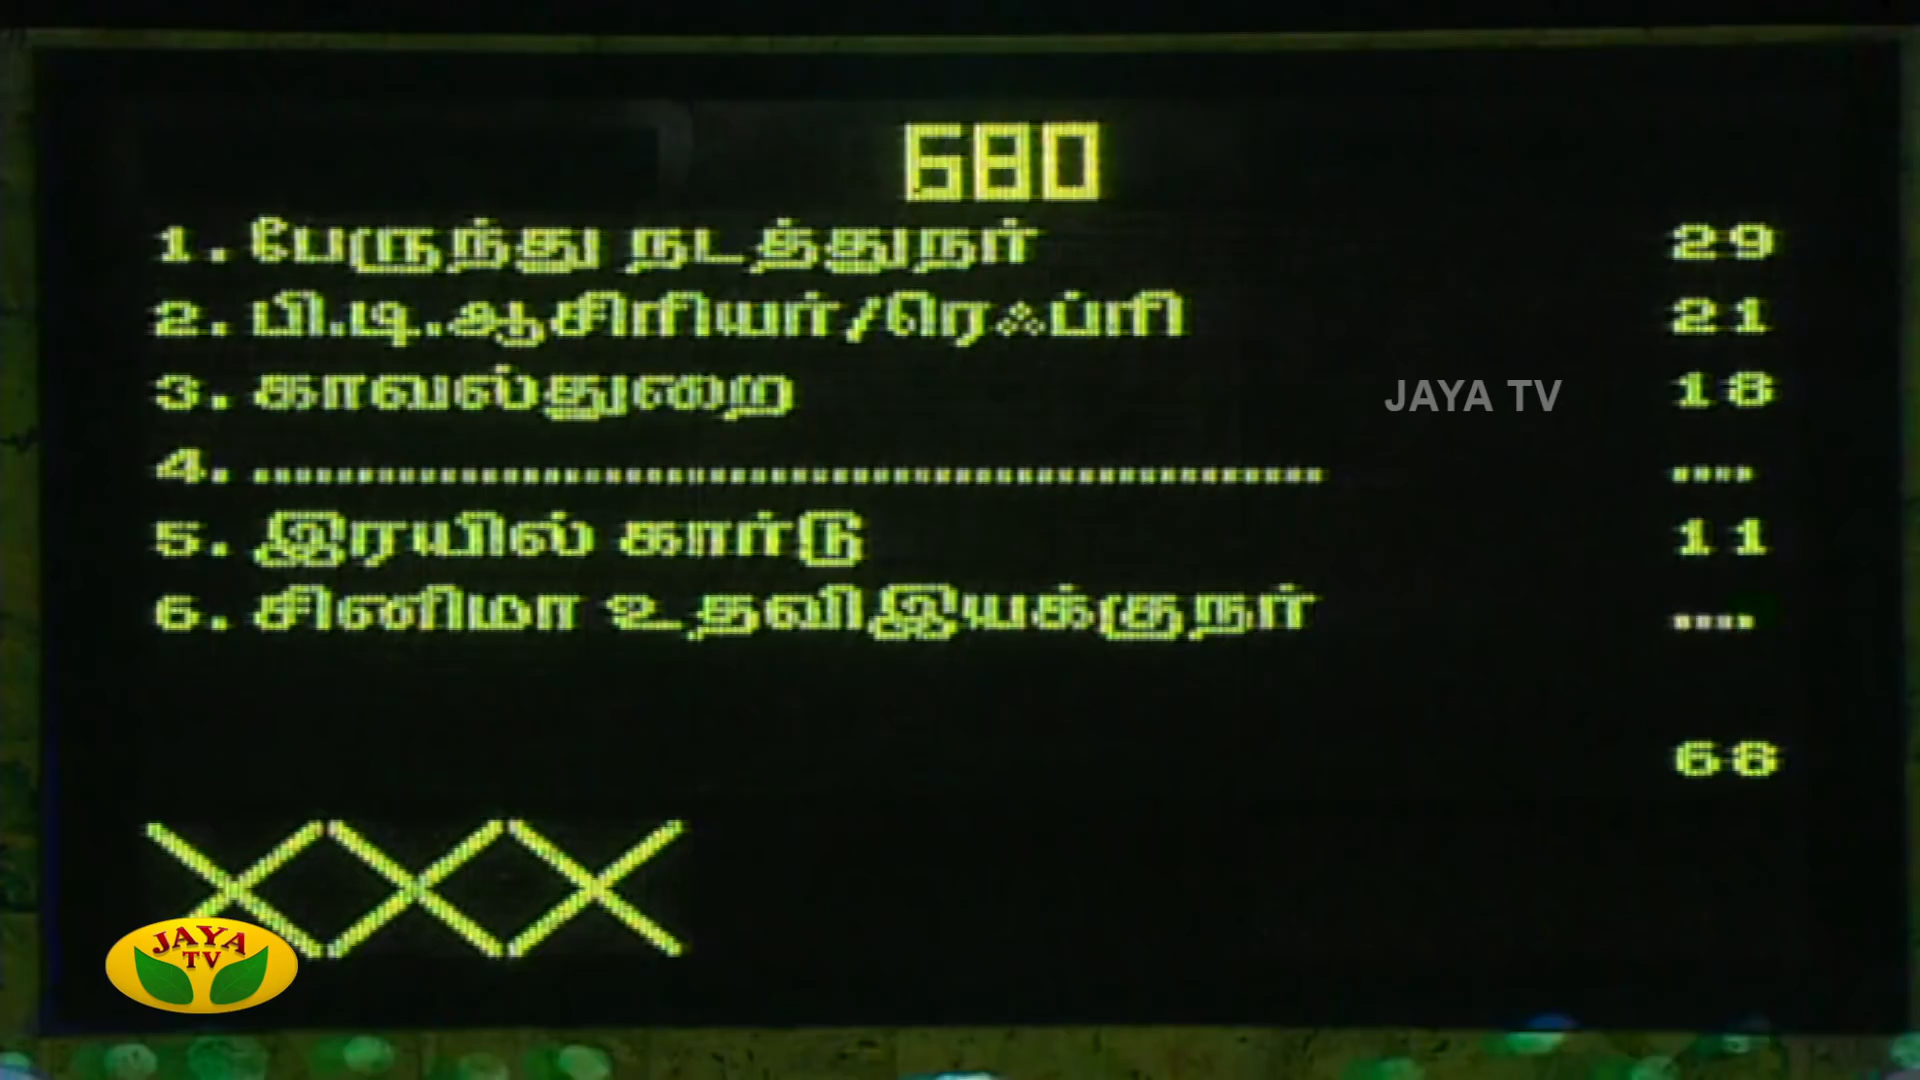 680
1. பேருந்து நடத்துநர் 29
2. பி.டி.ஆசிரியர்/ரெஃப்ரி 21
3. காவல்துறை 18
JAYA TV
4. .................................................... ....
5. இரயில் கார்டு 11
6. சினிமா உதவிஇயக்குநர் ....
68
XXX
JAYA
TV